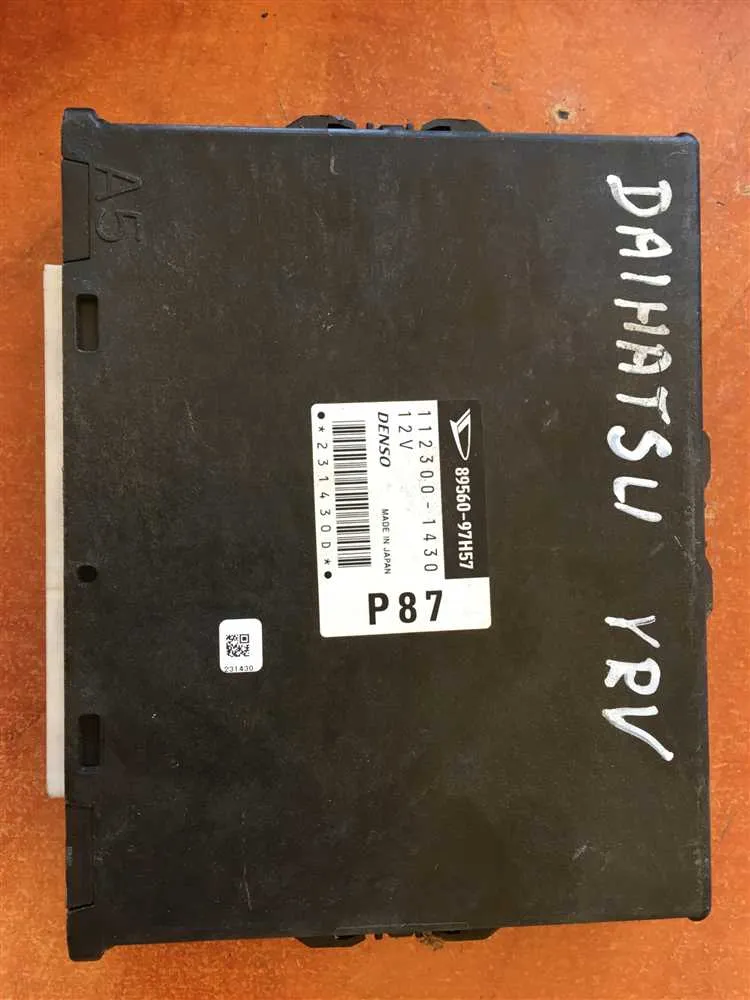 A5
DAIHATSU YRV
89560-97H57
112300-1430
12V
DENSO MADE IN JAPAN
*231430D*
P87
231430